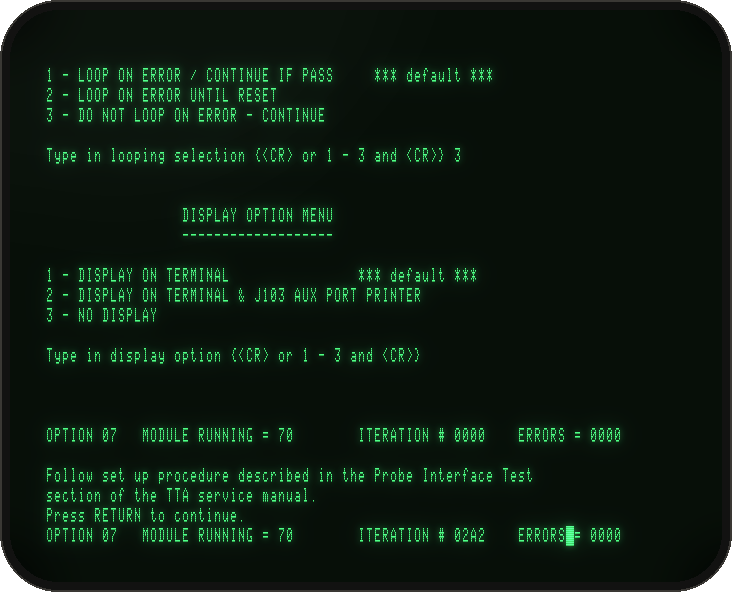 1 - LOOP ON ERROR / CONTINUE IF PASS     *** default ***
2 - LOOP ON ERROR UNTIL RESET
3 - DO NOT LOOP ON ERROR - CONTINUE
Type in looping selection {<CR> or 1 - 3 and <CR>} 3
DISPLAY OPTION MENU
-------------------
1 - DISPLAY ON TERMINAL                *** default ***
2 - DISPLAY ON TERMINAL & J103 AUX PORT PRINTER
3 - NO DISPLAY
Type in display option {<CR> or 1 - 3 and <CR>}
OPTION 07   MODULE RUNNING = 70        ITERATION # 0000    ERRORS = 0000
Follow set up procedure described in the Probe Interface Test
section of the TTA service manual.
Press RETURN to continue.
OPTION 07   MODULE RUNNING = 70        ITERATION # 02A2    ERRORS = 0000